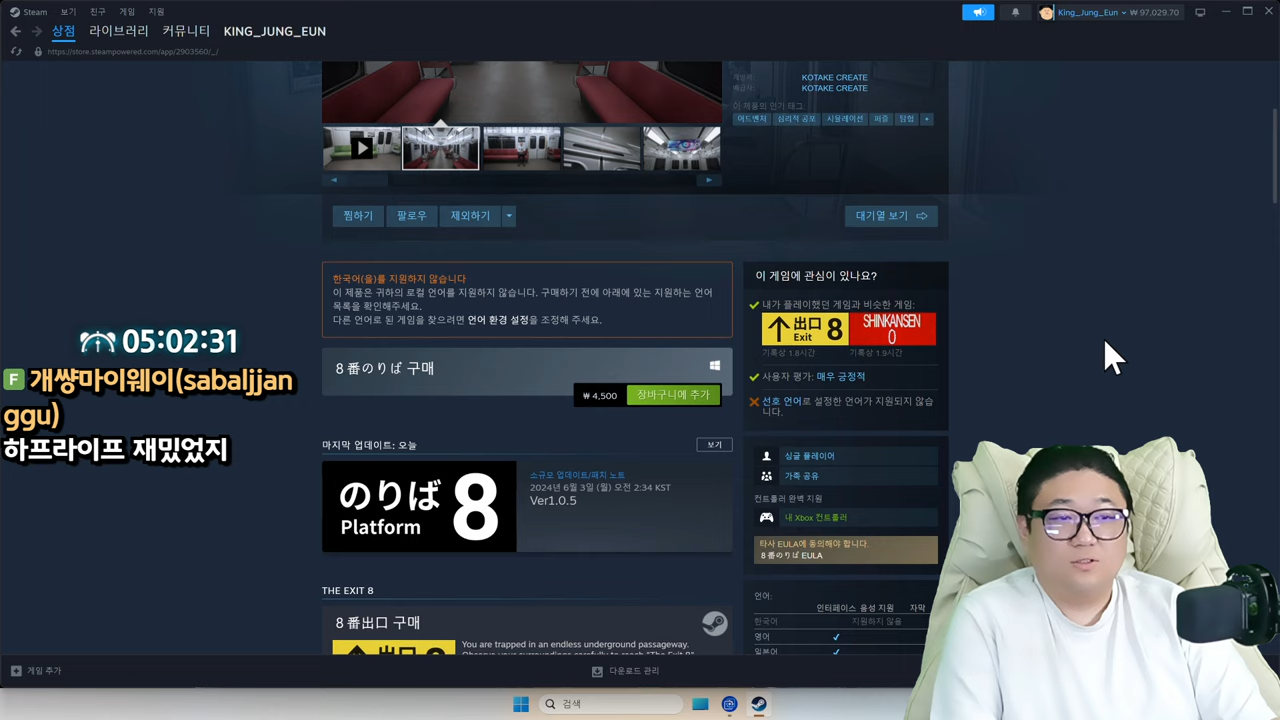 Steam 보기 친구 게임 지원
King_Jung_Eun ₩ 97,029.70
상점 라이브러리 커뮤니티 KING_JUNG_EUN
https://store.steampowered.com/app/2903560/_/
개발자: KOTAKE CREATE
배급사: KOTAKE CREATE
이 제품의 인기 태그:
어드벤처 심리적 공포 시뮬레이션 퍼즐 탐험 +
찜하기 팔로우 제외하기 대기열 보기
한국어(을)를 지원하지 않습니다
이 제품은 귀하의 로컬 언어를 지원하지 않습니다. 구매하기 전에 아래에 있는 지원하는 언어
목록을 확인해주세요.
다른 언어로 된 게임을 찾으려면 언어 환경 설정을 조정해 주세요.
이 게임에 관심이 있나요?
내가 플레이했던 게임과 비슷한 게임:
出口 8
Exit
SHINKANSEN
0
기록상 1.8시간 기록상 1.9시간
사용자 평가: 매우 긍정적
선호 언어로 설정한 언어가 지원되지 않습
니다.
8番のりば 구매
₩ 4,500 장바구니에 추가
05:02:31
F 개썅마이웨이(sabaljjan
ggu)
하프라이프 재밌었지
마지막 업데이트: 오늘 보기
のりば 8
Platform
소규모 업데이트/패치 노트
2024년 6월 3일 (월) 오전 2:34 KST
Ver1.0.5
싱글 플레이어
가족 공유
컨트롤러 완벽 지원
내 Xbox 컨트롤러
타사 EULA에 동의해야 합니다.
8番のりば EULA
언어:
인터페이스 음성 지원 자막
한국어 지원하지 않음
영어 ✓
일본어 ✓
THE EXIT 8
8番出口 구매
You are trapped in an endless underground passageway.
Observe your surroundings carefully to reach "The Exit 8".
게임 추가 다운로드 관리
검색